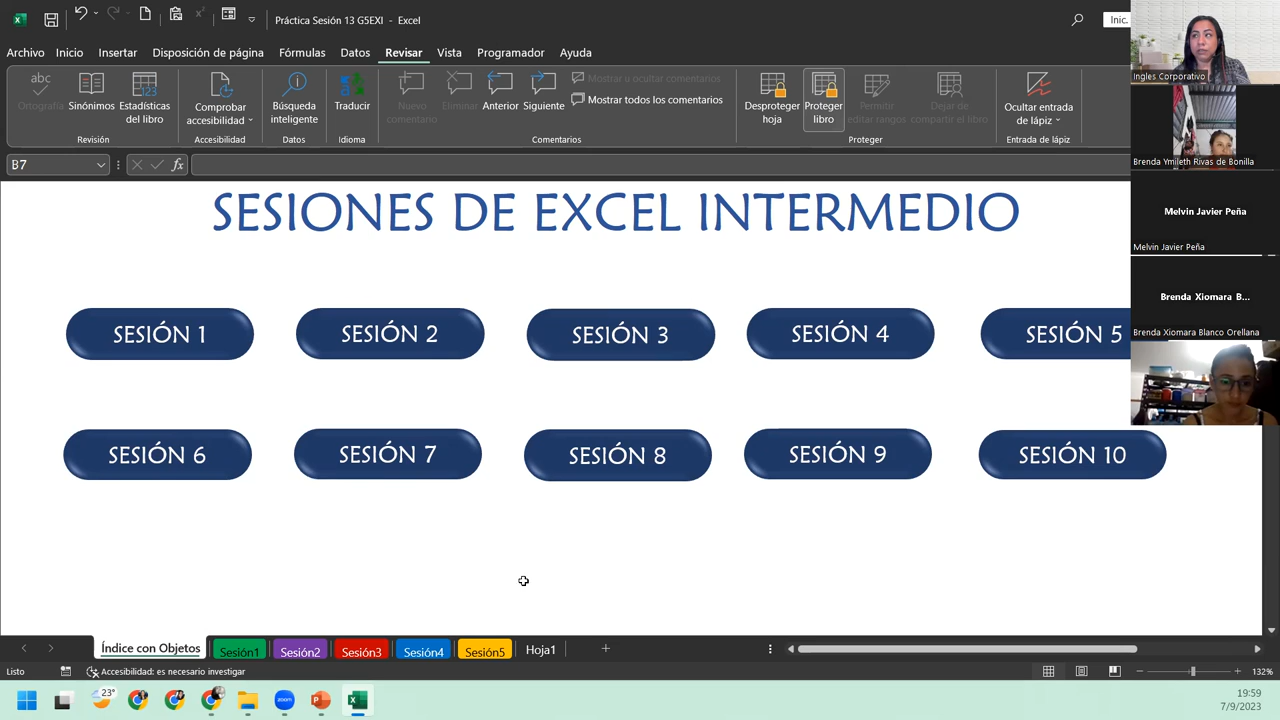 Práctica Sesión 13 G5EXI - Excel
Inic.
Archivo Inicio Insertar Disposición de página Fórmulas Datos Revisar Vista Programador Ayuda
abc
Ortografía
Sinónimos
Estadísticas del libro
Revisión
Comprobar accesibilidad
Accesibilidad
Búsqueda inteligente
Datos
Traducir
Idioma
Nuevo comentario
Eliminar
Anterior
Siguiente
Mostrar u ocultar comentario
Mostrar todos los comentarios
Comentarios
Desproteger hoja
Proteger libro
Permitir editar rangos
Dejar de compartir el libro
Proteger
Ocultar entrada de lápiz
Entrada de lápiz
B7
fx
SESIONES DE EXCEL INTERMEDIO
SESIÓN 1
SESIÓN 2
SESIÓN 3
SESIÓN 4
SESIÓN 5
SESIÓN 6
SESIÓN 7
SESIÓN 8
SESIÓN 9
SESIÓN 10
Ingles Corporativo
Brenda Ymileth Rivas de Bonilla
Melvin Javier Peña
Melvin Javier Peña
Brenda Xiomara B...
Brenda Xiomara Blanco Orellana
Índice con Objetos Sesión1 Sesión2 Sesión3 Sesión4 Sesión5 Hoja1
Listo
Accesibilidad: es necesario investigar
132%
23°
zoom
19:59
7/9/2023